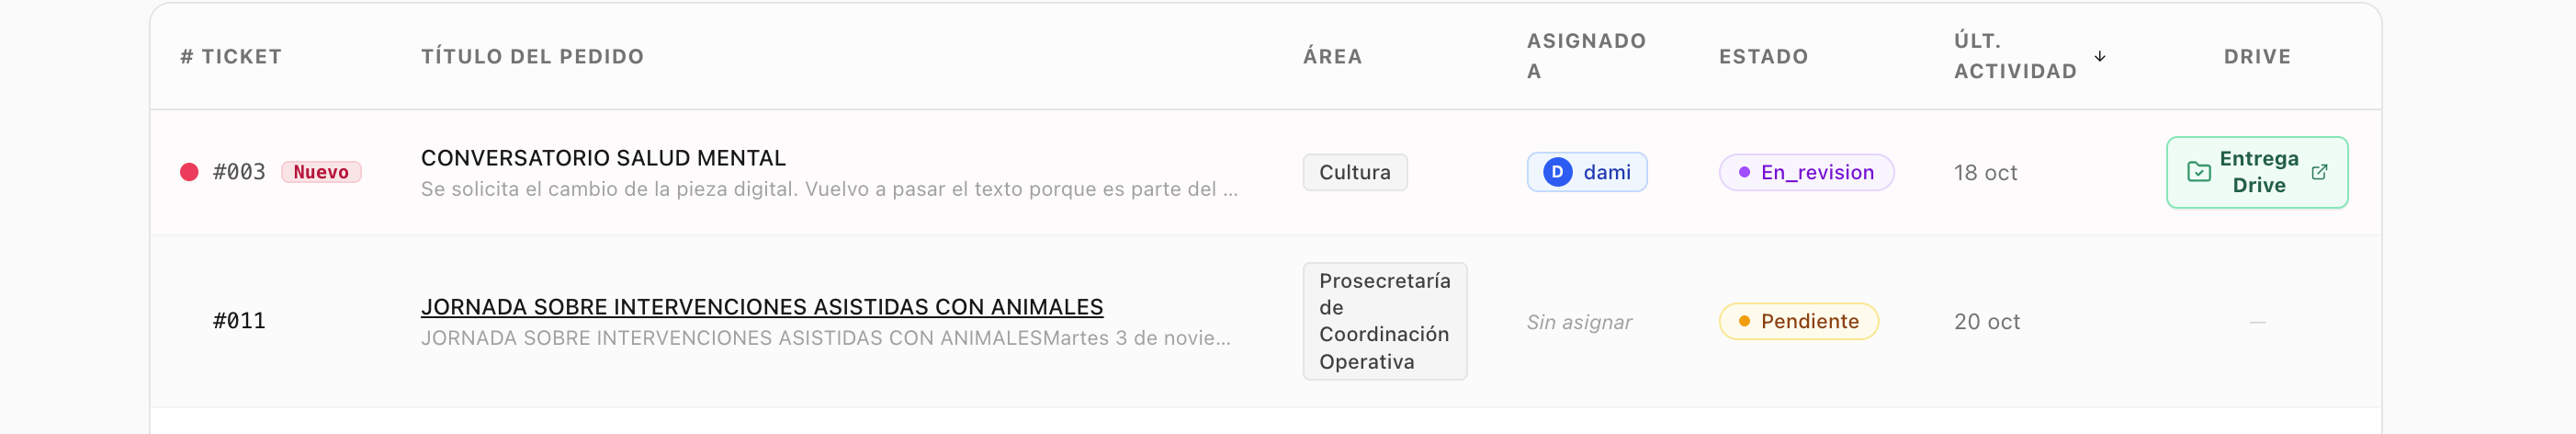 # TICKET
TÍTULO DEL PEDIDO
ÁREA
ASIGNADO
A
ESTADO
ÚLT.
ACTIVIDAD ↓
DRIVE
#003 Nuevo
CONVERSATORIO SALUD MENTAL
Se solicita el cambio de la pieza digital. Vuelvo a pasar el texto porque es parte del ...
Cultura
D dami
En_revision
18 oct
Entrega
Drive
#011
JORNADA SOBRE INTERVENCIONES ASISTIDAS CON ANIMALES
JORNADA SOBRE INTERVENCIONES ASISTIDAS CON ANIMALESMartes 3 de novie...
Prosecretaría
de
Coordinación
Operativa
Sin asignar
Pendiente
20 oct
—